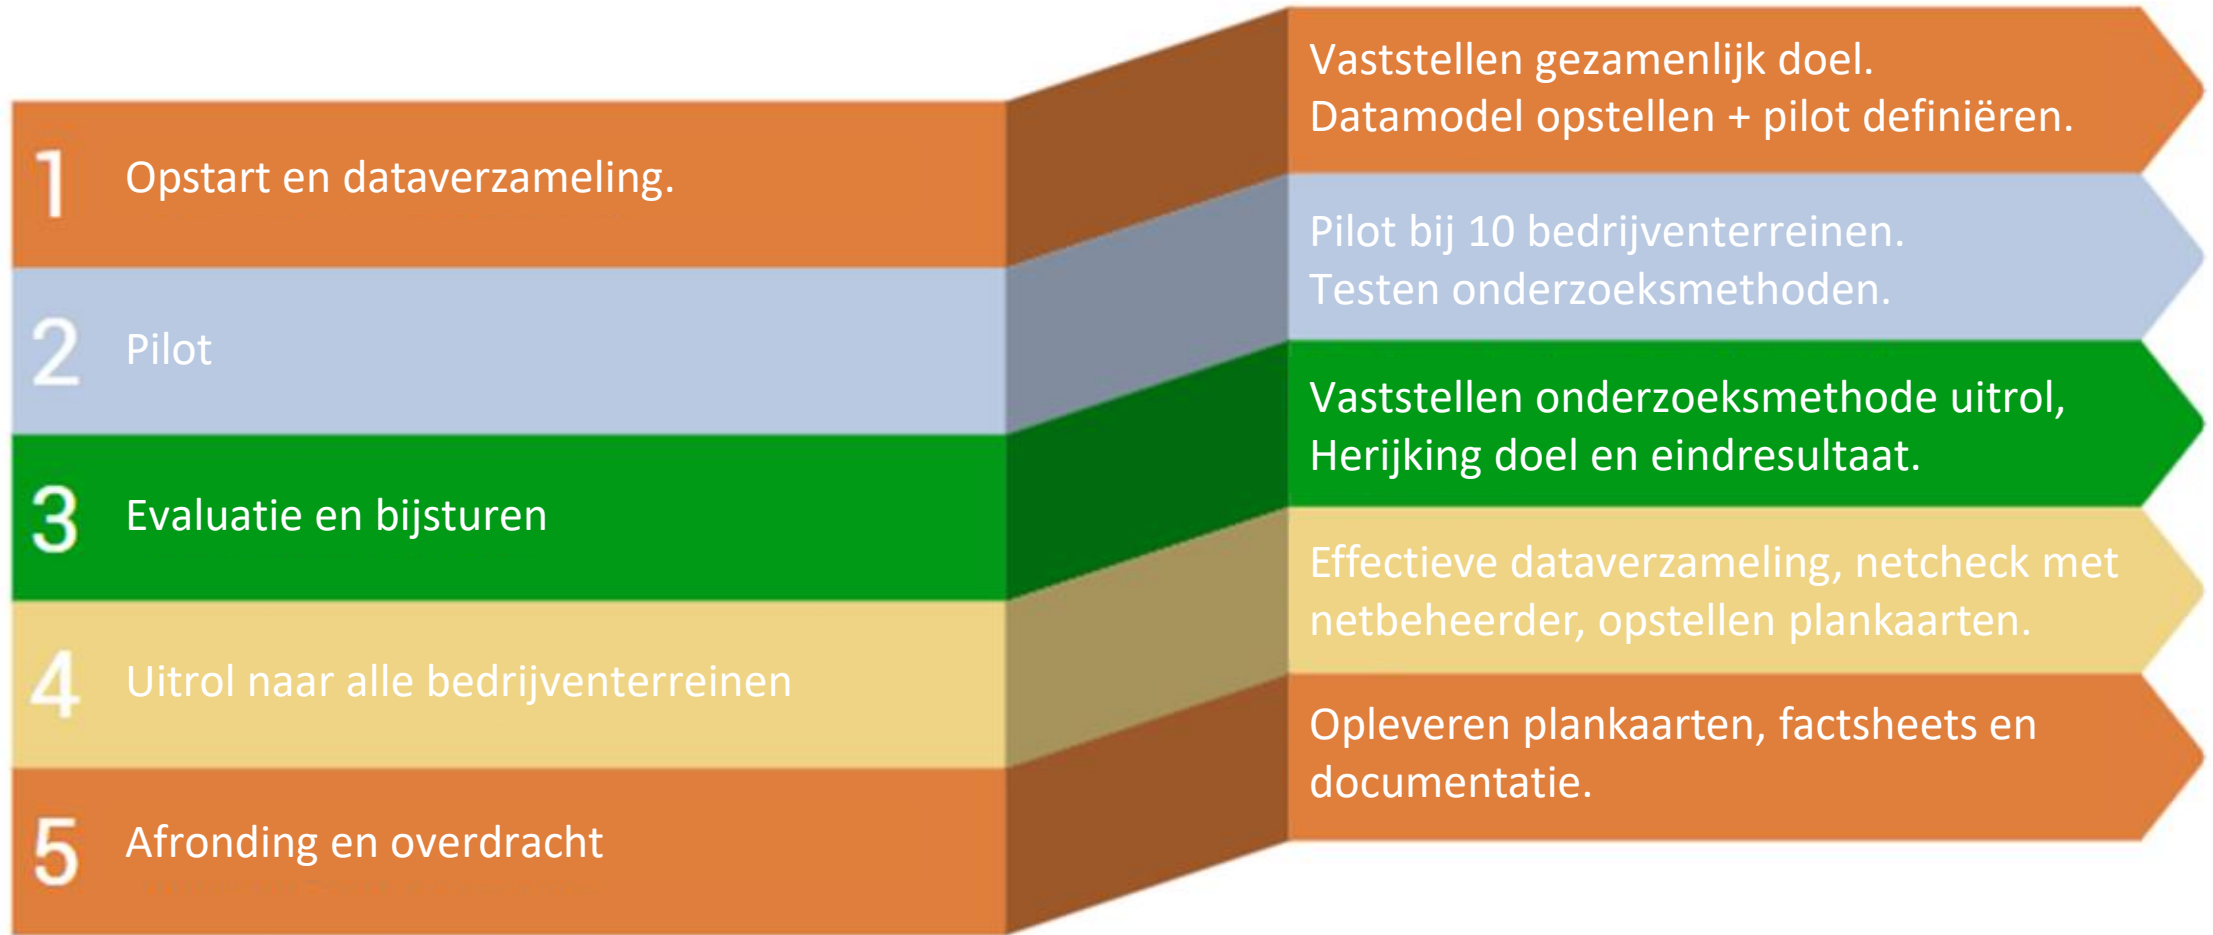 1 Opstart en dataverzameling.
Vaststellen gezamenlijk doel.
Datamodel opstellen + pilot definiëren.
2 Pilot
Pilot bij 10 bedrijventerreinen.
Testen onderzoeksmethoden.
3 Evaluatie en bijsturen
Vaststellen onderzoeksmethode uitrol,
Herijking doel en eindresultaat.
4 Uitrol naar alle bedrijventerreinen
Effectieve dataverzameling, netcheck met
netbeheerder, opstellen plankaarten.
5 Afronding en overdracht
Opleveren plankaarten, factsheets en
documentatie.